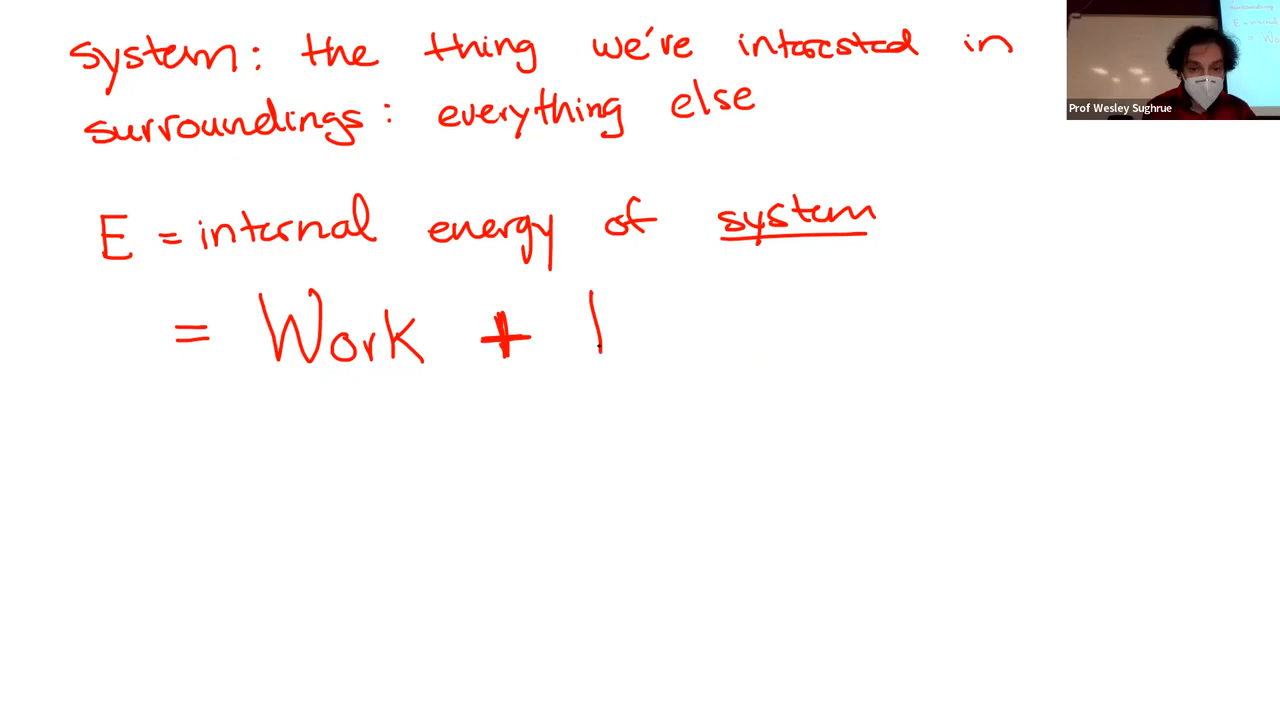 system: the thing we're interested in
surroundings: everything else
E = internal energy of system
= Work +
Prof Wesley Sughrue